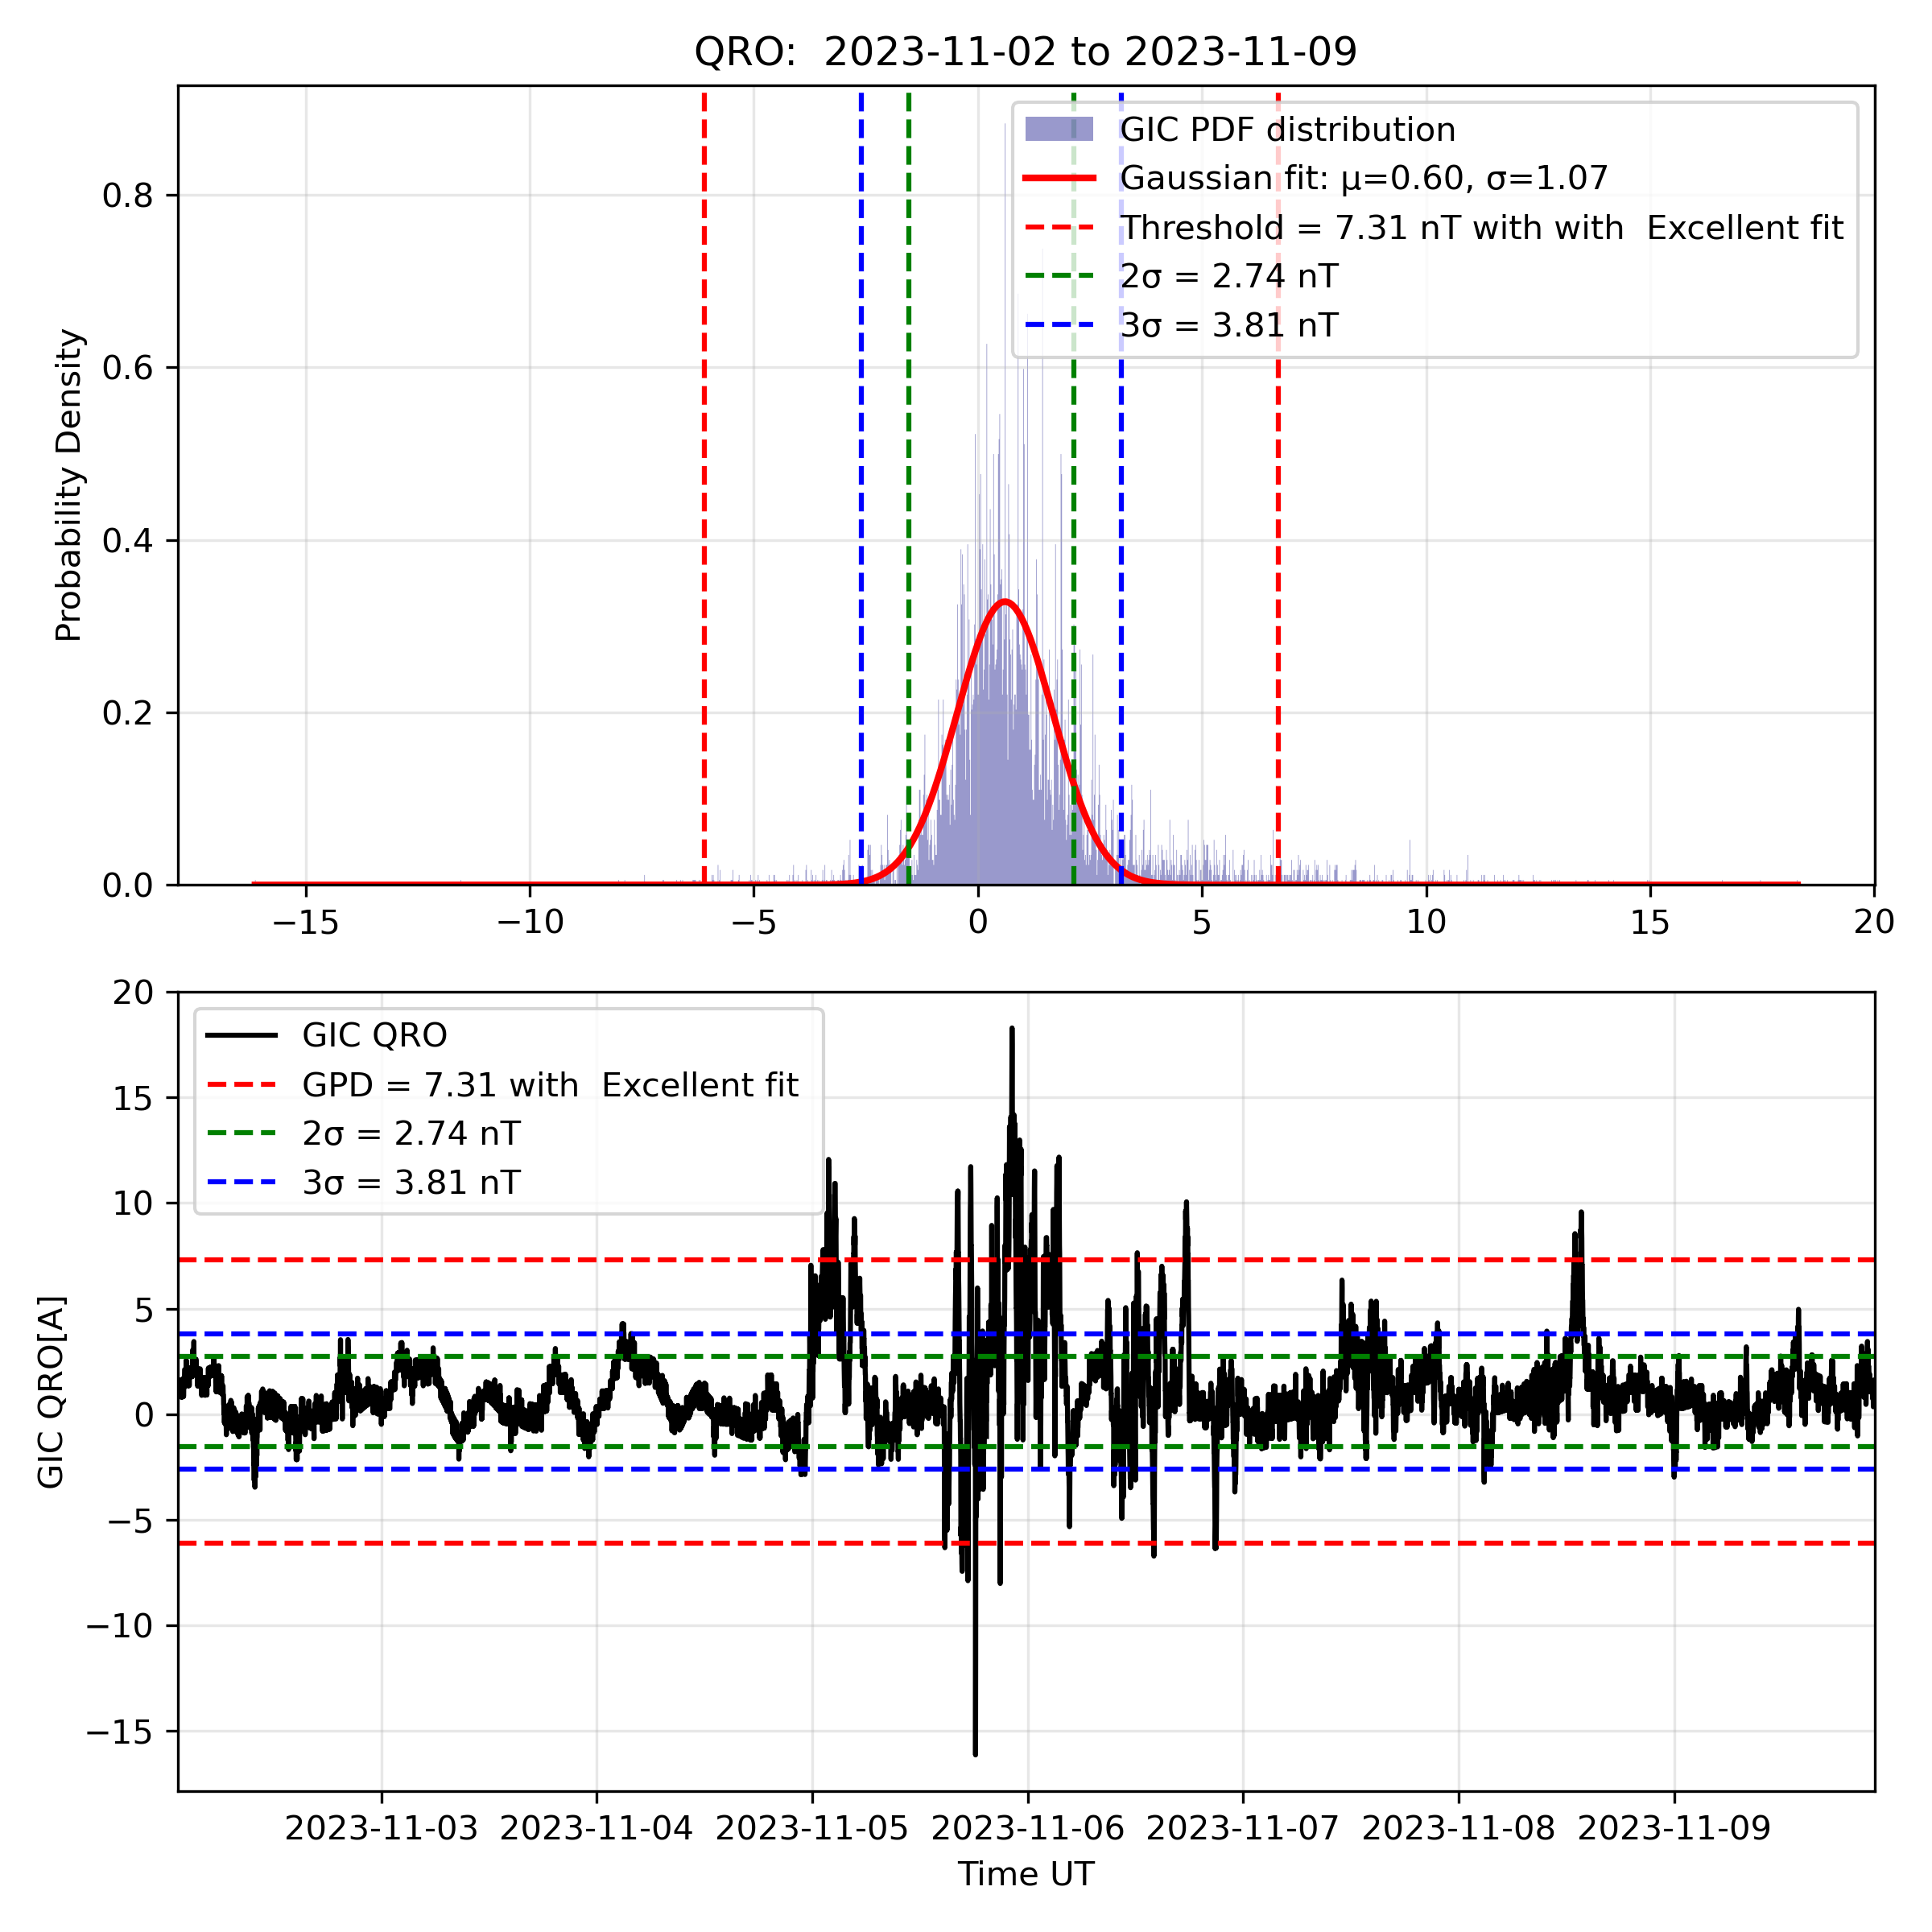 QRO:  2023-11-02 to 2023-11-09
GIC PDF distribution
Gaussian fit: μ=0.60, σ=1.07
Threshold = 7.31 nT with with  Excellent fit
2σ = 2.74 nT
3σ = 3.81 nT
Probability Density
0.8
0.6
0.4
0.2
0.0
−15 −10 −5 0 5 10 15 20
GIC QRO
GPD = 7.31 with  Excellent fit
2σ = 2.74 nT
3σ = 3.81 nT
GIC QRO[A]
20
15
10
5
0
−5
−10
−15
2023-11-03 2023-11-04 2023-11-05 2023-11-06 2023-11-07 2023-11-08 2023-11-09
Time UT